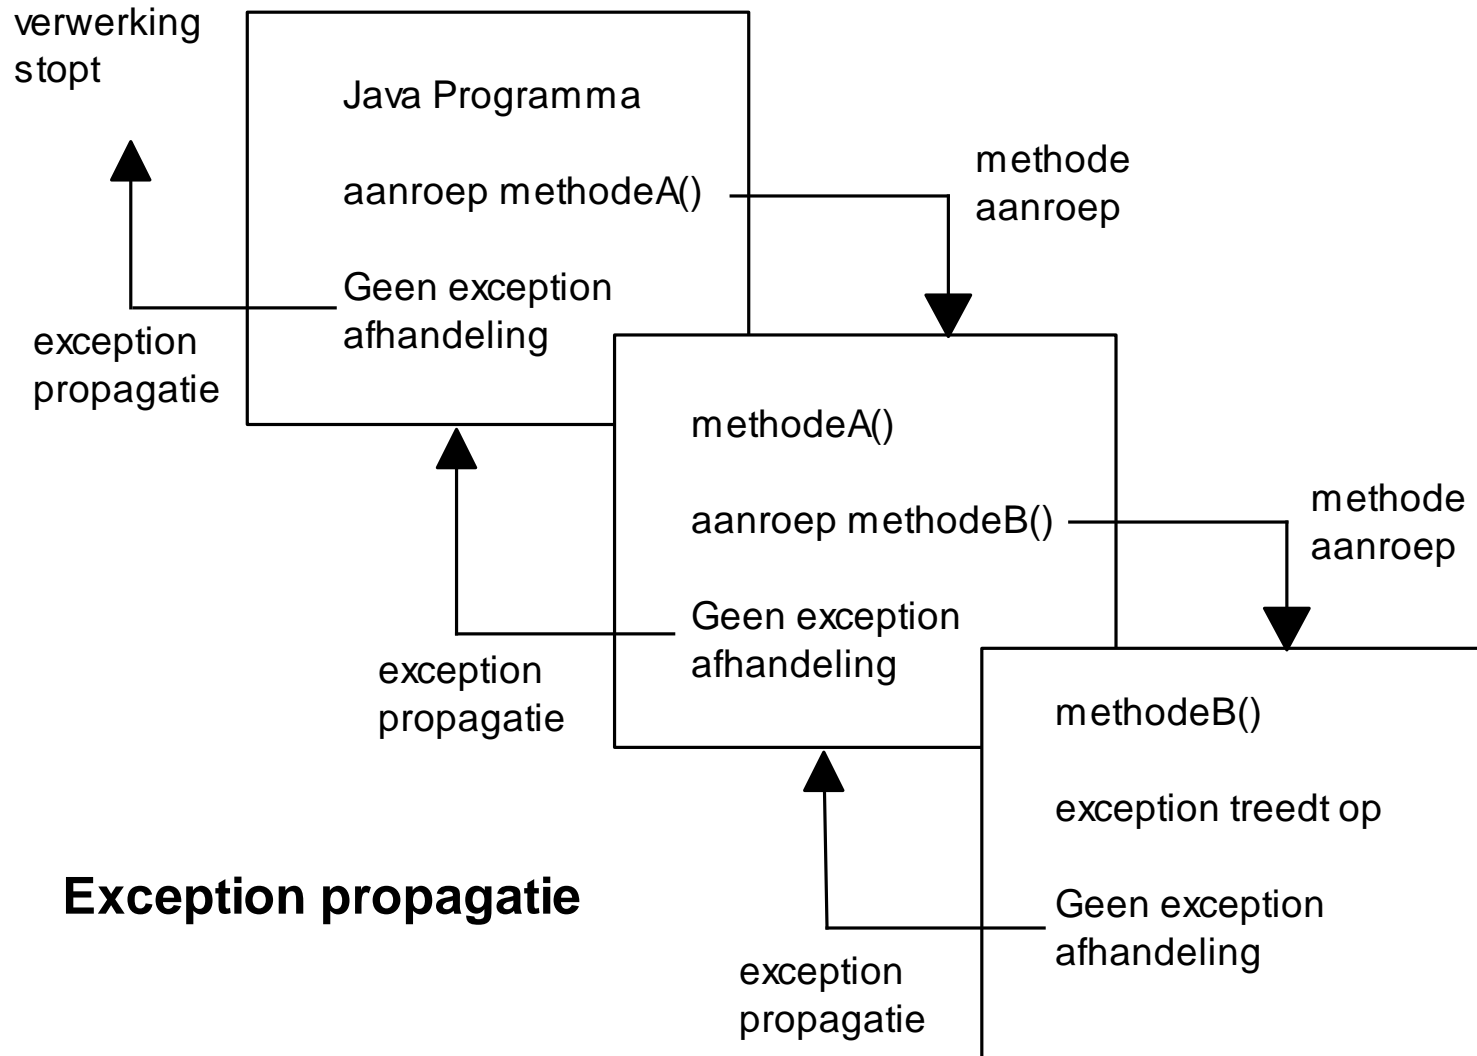 verwerking
stopt
Java Programma
aanroep methodeA()
Geen exception
afhandeling
methode
aanroep
exception
propagatie
methodeA()
aanroep methodeB()
Geen exception
afhandeling
methode
aanroep
exception
propagatie
methodeB()
exception treedt op
Geen exception
afhandeling
exception
propagatie
Exception propagatie